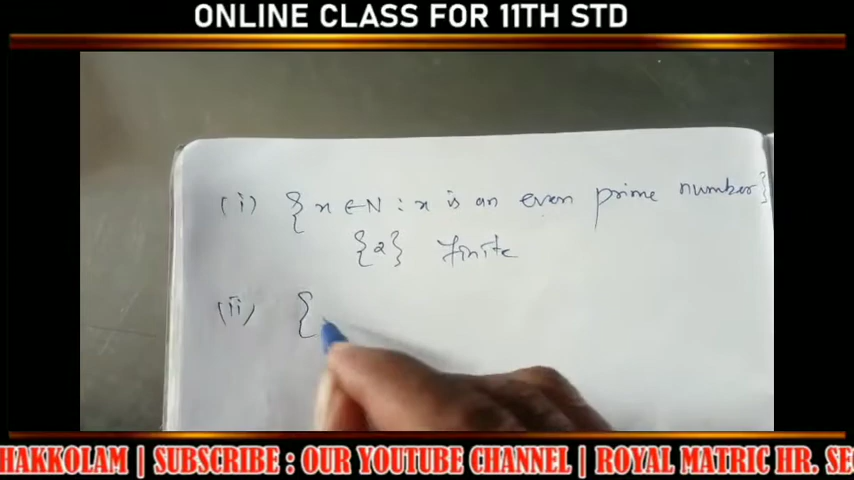 ONLINE CLASS FOR 11TH STD
(i) {x ∈ N : x is an even prime number}
{2} finite
(ii) {
HAKKOLAM | SUBSCRIBE : OUR YOUTUBE CHANNEL | ROYAL MATRIC HR. SE